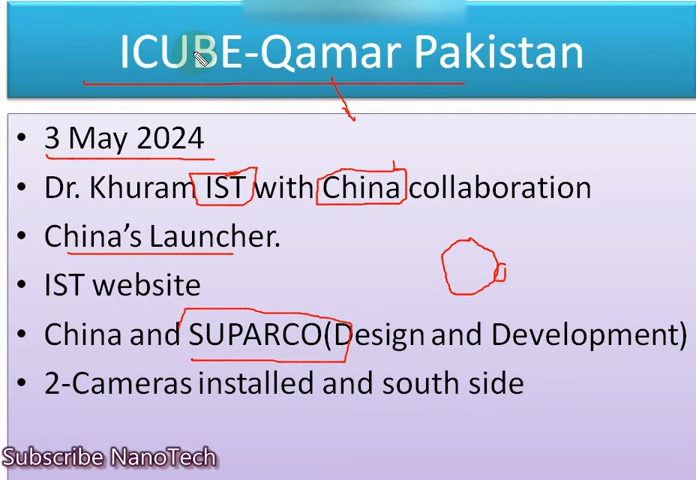 ICUBE-Qamar Pakistan
• 3 May 2024
• Dr. Khuram IST with China collaboration
• China's Launcher.
• IST website
• China and SUPARCO(Design and Development)
• 2-Cameras installed and south side
Subscribe NanoTech